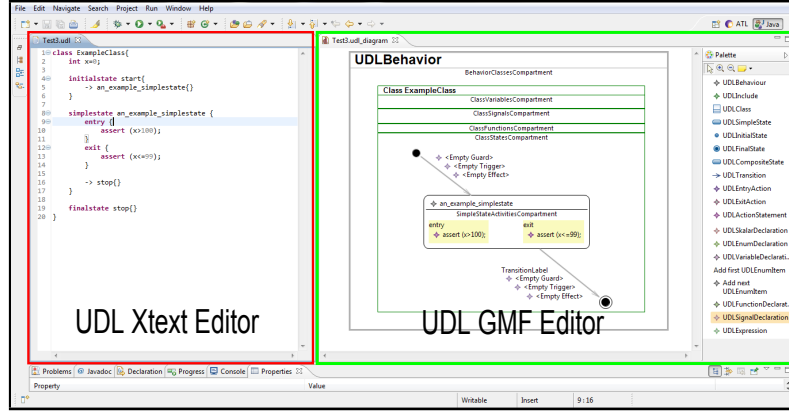 File Edit Navigate Search Project Run Window Help
ATL Java
Test3.udl
1 class ExampleClass{
2 int x=0;
3
4 initialstate start{
5 -> an_example_simplestate{}
6 }
7
8 simplestate an_example_simplestate {
9 entry {
10 assert (x>100);
11 }
12 exit {
13 assert (x<=99);
14 }
15
16 -> stop{}
17 }
18
19 finalstate stop{}
20 }
UDL Xtext Editor
Test3.udl_diagram
UDLBehavior
BehaviorClassesCompartment
Class ExampleClass
ClassVariablesCompartment
ClassSignalsCompartment
ClassFunctionsCompartment
ClassStatesCompartment
<Empty Guard>
<Empty Trigger>
<Empty Effect>
an_example_simplestate
SimpleStateActivitiesCompartment
entry exit
assert (x>100); assert (x<=99);
TransitionLabel
<Empty Guard>
<Empty Trigger>
<Empty Effect>
UDL GMF Editor
Palette
UDLBehaviour
UDLInclude
UDLClass
UDLSimpleState
UDLInitialState
UDLFinalState
UDLCompositeState
UDLTransition
UDLEntryAction
UDLExitAction
UDLActionStatement
UDLSkalarDeclaration
UDLEnumDeclaration
UDLVariableDeclarati..
Add first UDLEnumItem
Add next
UDLEnumItem
UDLFunctionDeclarat.
UDLSignalDeclaration
UDLExpression
Problems Javadoc Declaration Progress Console Properties
Property Value
Writable Insert 9 : 16